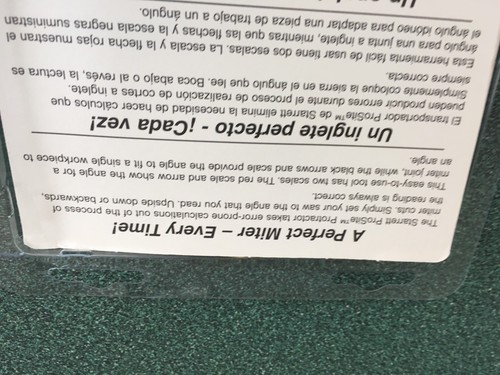 A Perfect Miter – Every Time!
The Starrett ProSite™ Protractor takes error-prone calculations out of the process of
miter cuts. Simply set your saw to the angle that you read. Upside down or backwards,
the reading is always correct.
This easy-to-use tool has two scales. The red scale and arrow show the angle for a
miter joint, while the black arrows and scale provide the angle to fit a single workpiece to
an angle.
Un inglete perfecto - ¡Cada vez!
El transportador ProSite™ de Starrett elimina la necesidad de hacer cálculos que
pueden producir errores durante el proceso de realización de cortes a inglete.
Simplemente coloque la sierra en el ángulo que lee. Boca abajo o al revés, la lectura es
siempre correcta.
Esta herramienta fácil de usar tiene dos escalas. La escala y la flecha rojas muestran el
ángulo para una junta a inglete, mientras que las flechas y la escala negras suministran
el ángulo idóneo para adaptar una pieza de trabajo a un ángulo.